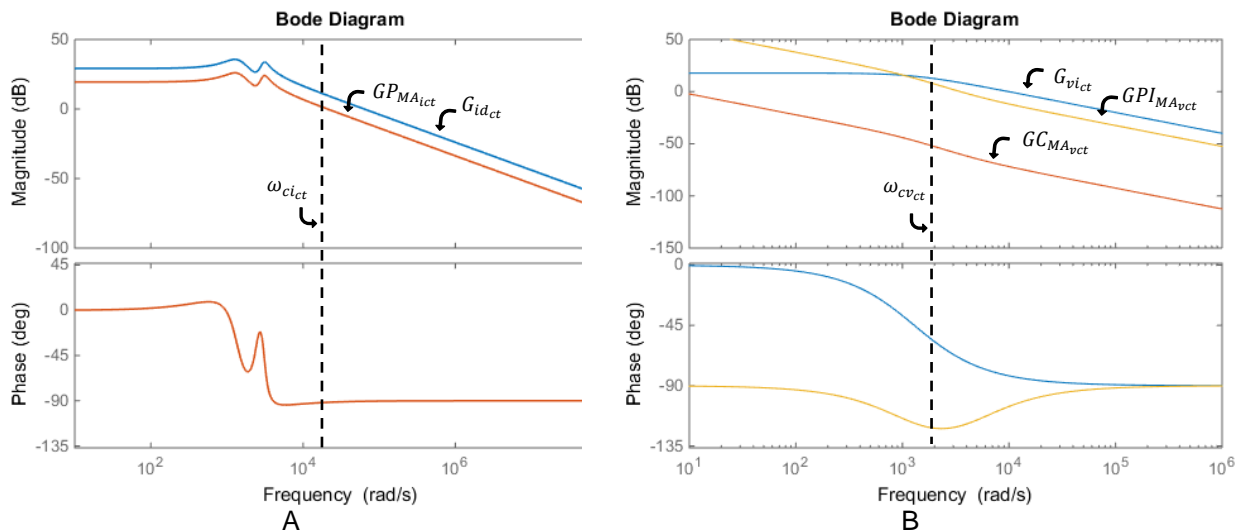 Bode Diagram
50
0
-50
-100
Magnitude (dB)
GP_{MA_{ict}}
G_{id_{ct}}
ω_{ci_{ct}}
45
0
-45
-90
-135
Phase (deg)
10^2
10^4
10^6
Frequency (rad/s)
A
Bode Diagram
50
0
-50
-100
-150
Magnitude (dB)
G_{vi_{ct}}
GPI_{MA_{vct}}
GC_{MA_{vct}}
ω_{cv_{ct}}
0
-45
-90
-135
Phase (deg)
10^1
10^2
10^3
10^4
10^5
10^6
Frequency (rad/s)
B